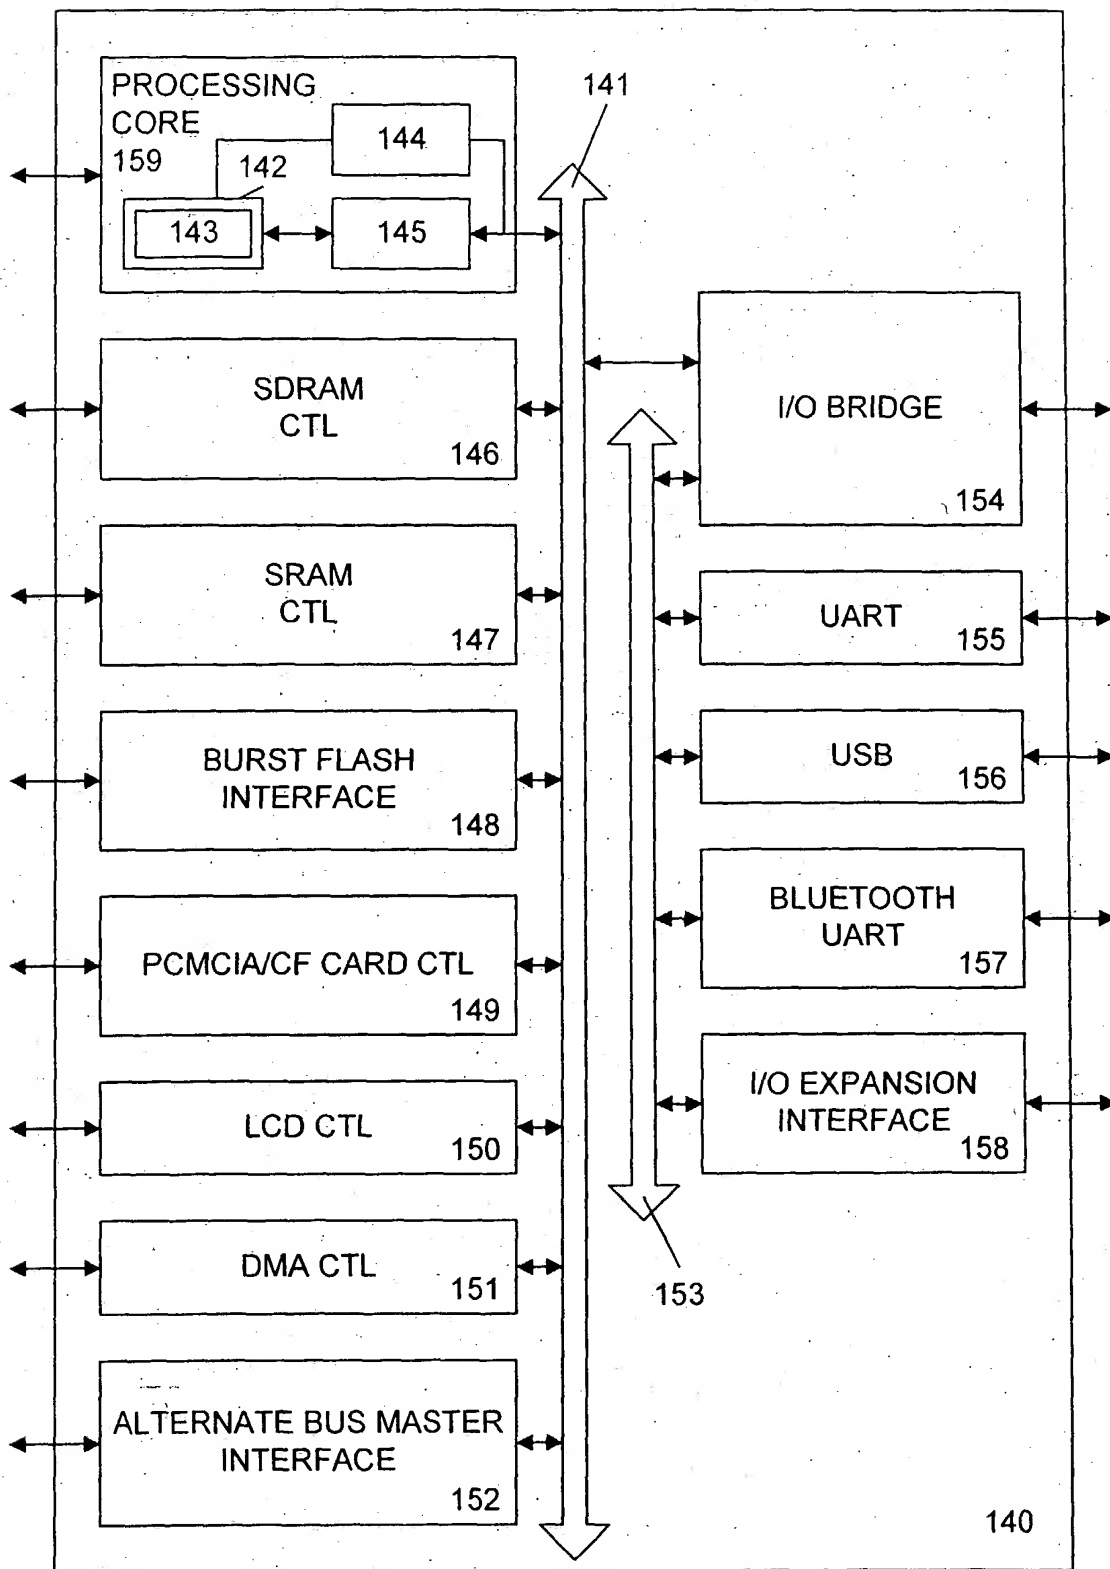 PROCESSING
CORE
159
142
143
144
145
141
SDRAM
CTL
146
SRAM
CTL
147
BURST FLASH
INTERFACE
148
PCMCIA/CF CARD CTL
149
LCD CTL
150
DMA CTL
151
ALTERNATE BUS MASTER
INTERFACE
152
I/O BRIDGE
154
UART
155
USB
156
BLUETOOTH
UART
157
I/O EXPANSION
INTERFACE
158
153
140